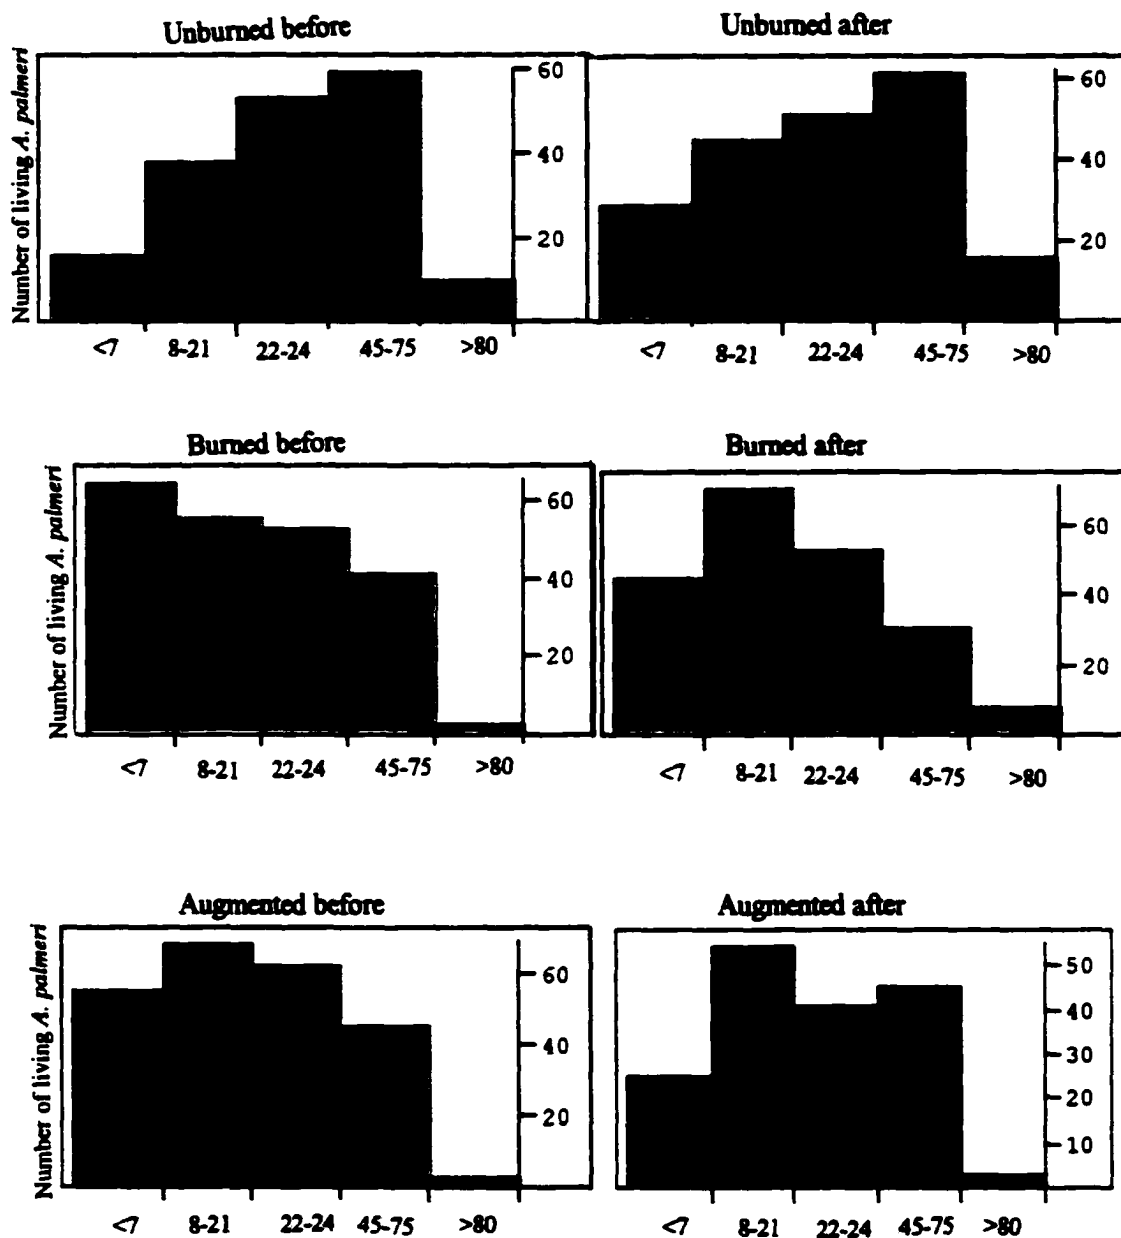 Unburned before
Unburned after
Number of living A. palmeri
60
40
20
60
40
20
<7 8-21 22-24 45-75 >80
<7 8-21 22-24 45-75 >80
Burned before
Burned after
Number of living A. palmeri
60
40
20
60
40
20
<7 8-21 22-24 45-75 >80
<7 8-21 22-24 45-75 >80
Augmented before
Augmented after
Number of living A. palmeri
60
40
20
50
40
30
20
10
<7 8-21 22-24 45-75 >80
<7 8-21 22-24 45-75 >80